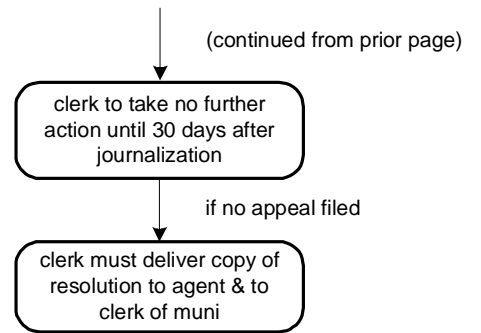 (continued from prior page)
clerk to take no further
action until 30 days after
journalization
if no appeal filed
clerk must deliver copy of
resolution to agent & to
clerk of muni